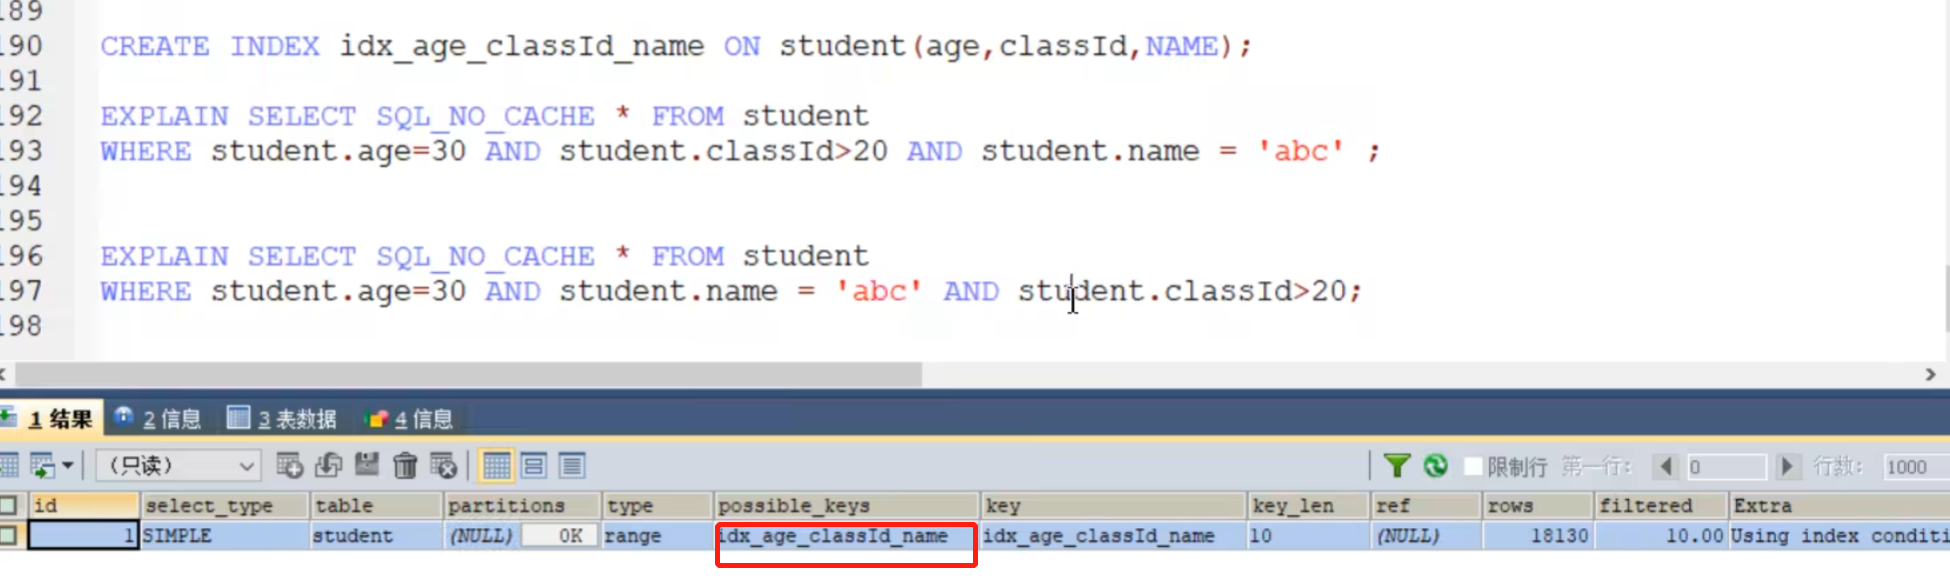 189
190 CREATE INDEX idx_age_classId_name ON student(age,classId,NAME);
191
192 EXPLAIN SELECT SQL_NO_CACHE * FROM student
193 WHERE student.age=30 AND student.classId>20 AND student.name = 'abc' ;
194
195
196 EXPLAIN SELECT SQL_NO_CACHE * FROM student
197 WHERE student.age=30 AND student.name = 'abc' AND student.classId>20;
198
1 结果 2 信息 3 表数据 4 信息
(只读) 限制行 第一行: 0 行数: 1000
id select_type table partitions type possible_keys key key_len ref rows filtered Extra
1 SIMPLE student (NULL) 0K range idx_age_classId_name idx_age_classId_name 10 (NULL) 18130 10.00 Using index conditi